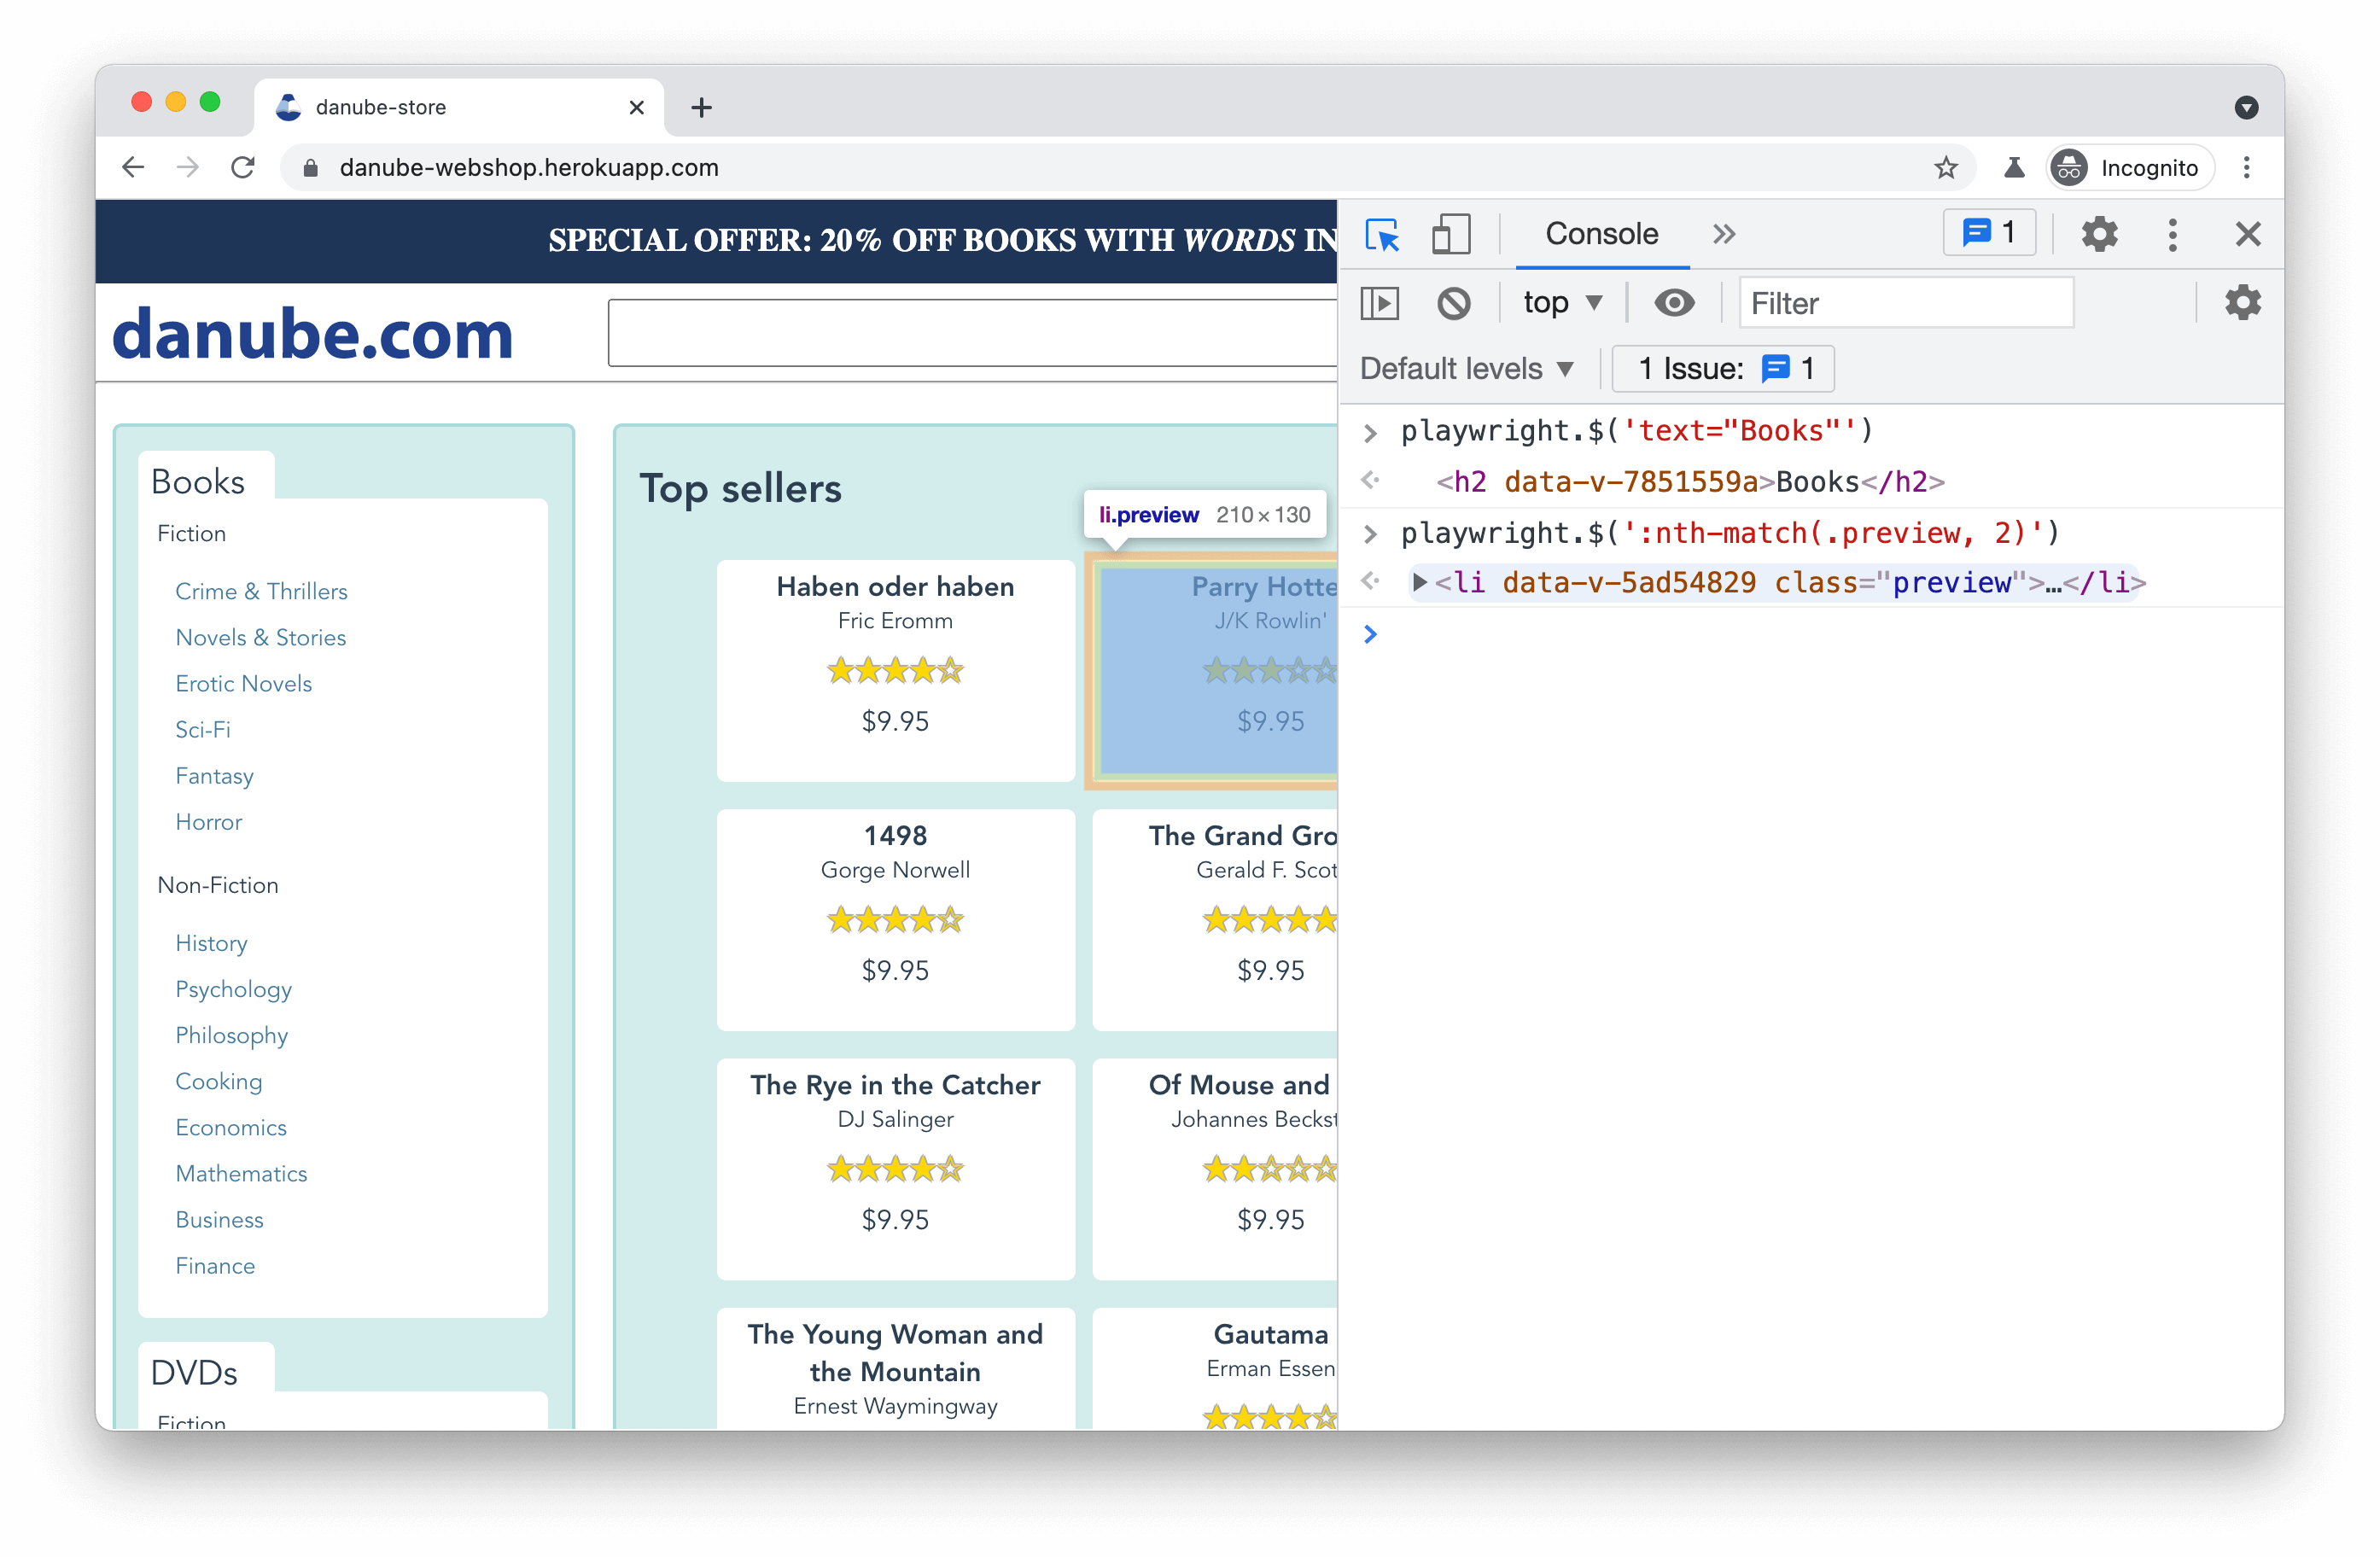 danube-store
danube-webshop.herokuapp.com
Incognito
SPECIAL OFFER: 20% OFF BOOKS WITH WORDS IN
danube.com
Books
Fiction
Crime & Thrillers
Novels & Stories
Erotic Novels
Sci-Fi
Fantasy
Horror
Non-Fiction
History
Psychology
Philosophy
Cooking
Economics
Mathematics
Business
Finance
DVDs
Fiction
Top sellers
li.preview 210 × 130
Haben oder haben
Fric Eromm
$9.95
Parry Hotte
J/K Rowlin'
$9.95
1498
Gorge Norwell
$9.95
The Grand Gro
Gerald F. Scot
$9.95
The Rye in the Catcher
DJ Salinger
$9.95
Of Mouse and
Johannes Beckst
$9.95
The Young Woman and
the Mountain
Ernest Waymingway
Gautama
Erman Essen
Console
1
top
Filter
Default levels
1 Issue: 1
playwright.$('text="Books"')
<h2 data-v-7851559a>Books</h2>
playwright.$(':nth-match(.preview, 2)')
<li data-v-5ad54829 class="preview">…</li>